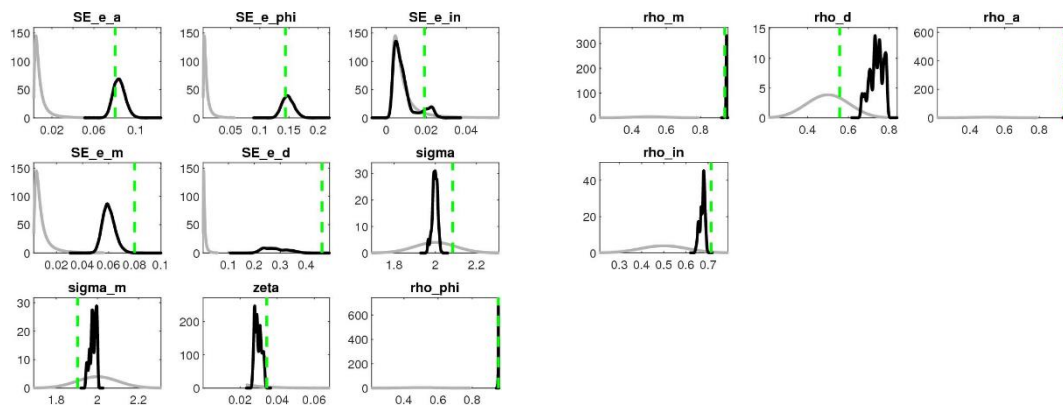 SE_e_a SE_e_phi SE_e_in
150 150 150
100 100 100
50 50 50
0 0 0
0.02 0.06 0.1 0.05 0.10 0.15 0.2 0 0.02 0.04
SE_e_m SE_e_d sigma
150 150 30
100 100 20
50 50 10
0 0 0
0.02 0.04 0.06 0.08 0.1 0.1 0.2 0.3 0.4 1.8 2 2.2
sigma_m zeta rho_phi
30 200 600
20 400
10 100 200
0 0 0
1.8 2 2.2 0 0.02 0.04 0.06 0.2 0.4 0.6 0.8
rho_m rho_d rho_a
300 15 600
200 10 400
100 5 200
0 0 0
0.2 0.4 0.6 0.8 0.4 0.6 0.8 0.2 0.4 0.6 0.8
rho_in
40
20
0
0.3 0.4 0.5 0.6 0.7